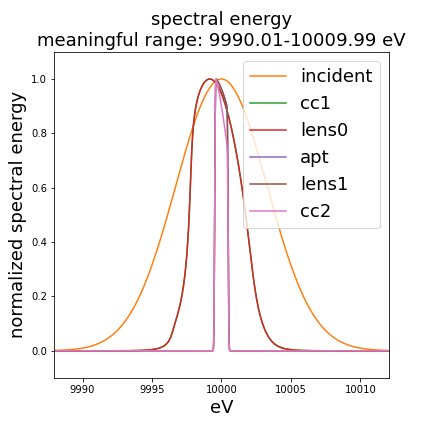 spectral energy
meaningful range: 9990.01-10009.99 eV
normalized spectral energy
1.0
0.8
0.6
0.4
0.2
0.0
incident
cc1
lens0
apt
lens1
cc2
9990 9995 10000 10005 10010
eV